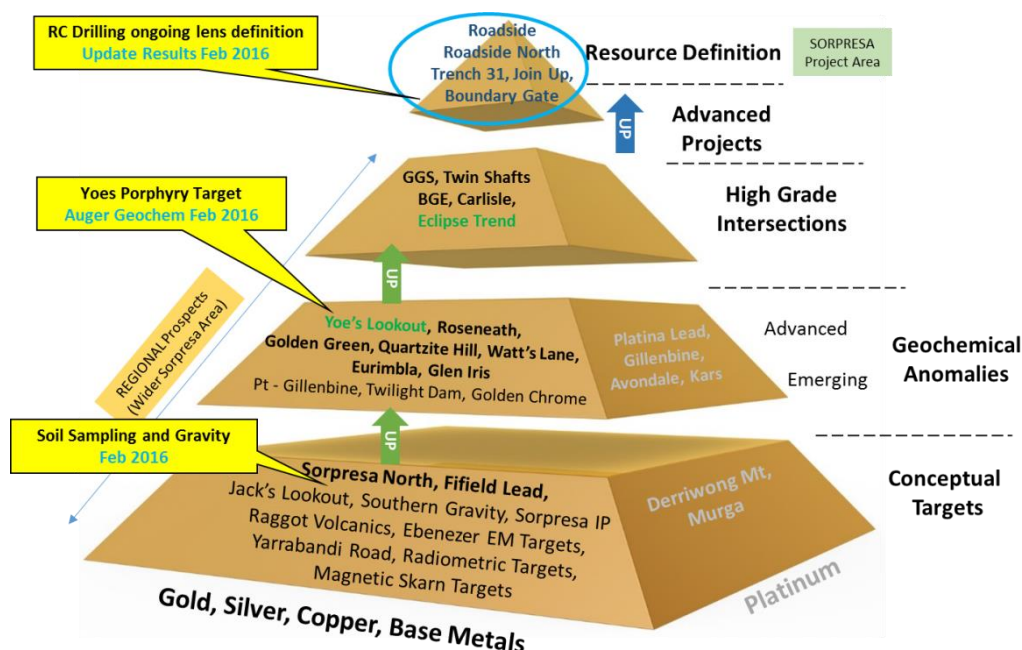 RC Drilling ongoing lens definition
Update Results Feb 2016
Roadside
Roadside North
Trench 31, Join Up,
Boundary Gate
Resource Definition
SORPRESA
Project Area
UP
Advanced
Projects
GGS, Twin Shafts
BGE, Carlisle,
Eclipse Trend
High Grade
Intersections
Yoes Porphyry Target
Auger Geochem Feb 2016
UP
REGIONAL Prospects
(Wider Sorpresa Area)
Yoe's Lookout, Roseneath,
Golden Green, Quartzite Hill, Watt's Lane,
Eurimbla, Glen Iris
Pt - Gillenbine, Twilight Dam, Golden Chrome
Platina Lead,
Gillenbine,
Avondale, Kars
Advanced
Emerging
Geochemical
Anomalies
Soil Sampling and Gravity
Feb 2016
UP
Sorpresa North, Fifield Lead,
Jack's Lookout, Southern Gravity, Sorpresa IP
Raggot Volcanics, Ebenezer EM Targets,
Yarrabandi Road, Radiometric Targets,
Magnetic Skarn Targets
Derriwong Mt,
Murga
Conceptual
Targets
Gold, Silver, Copper, Base Metals
Platinum